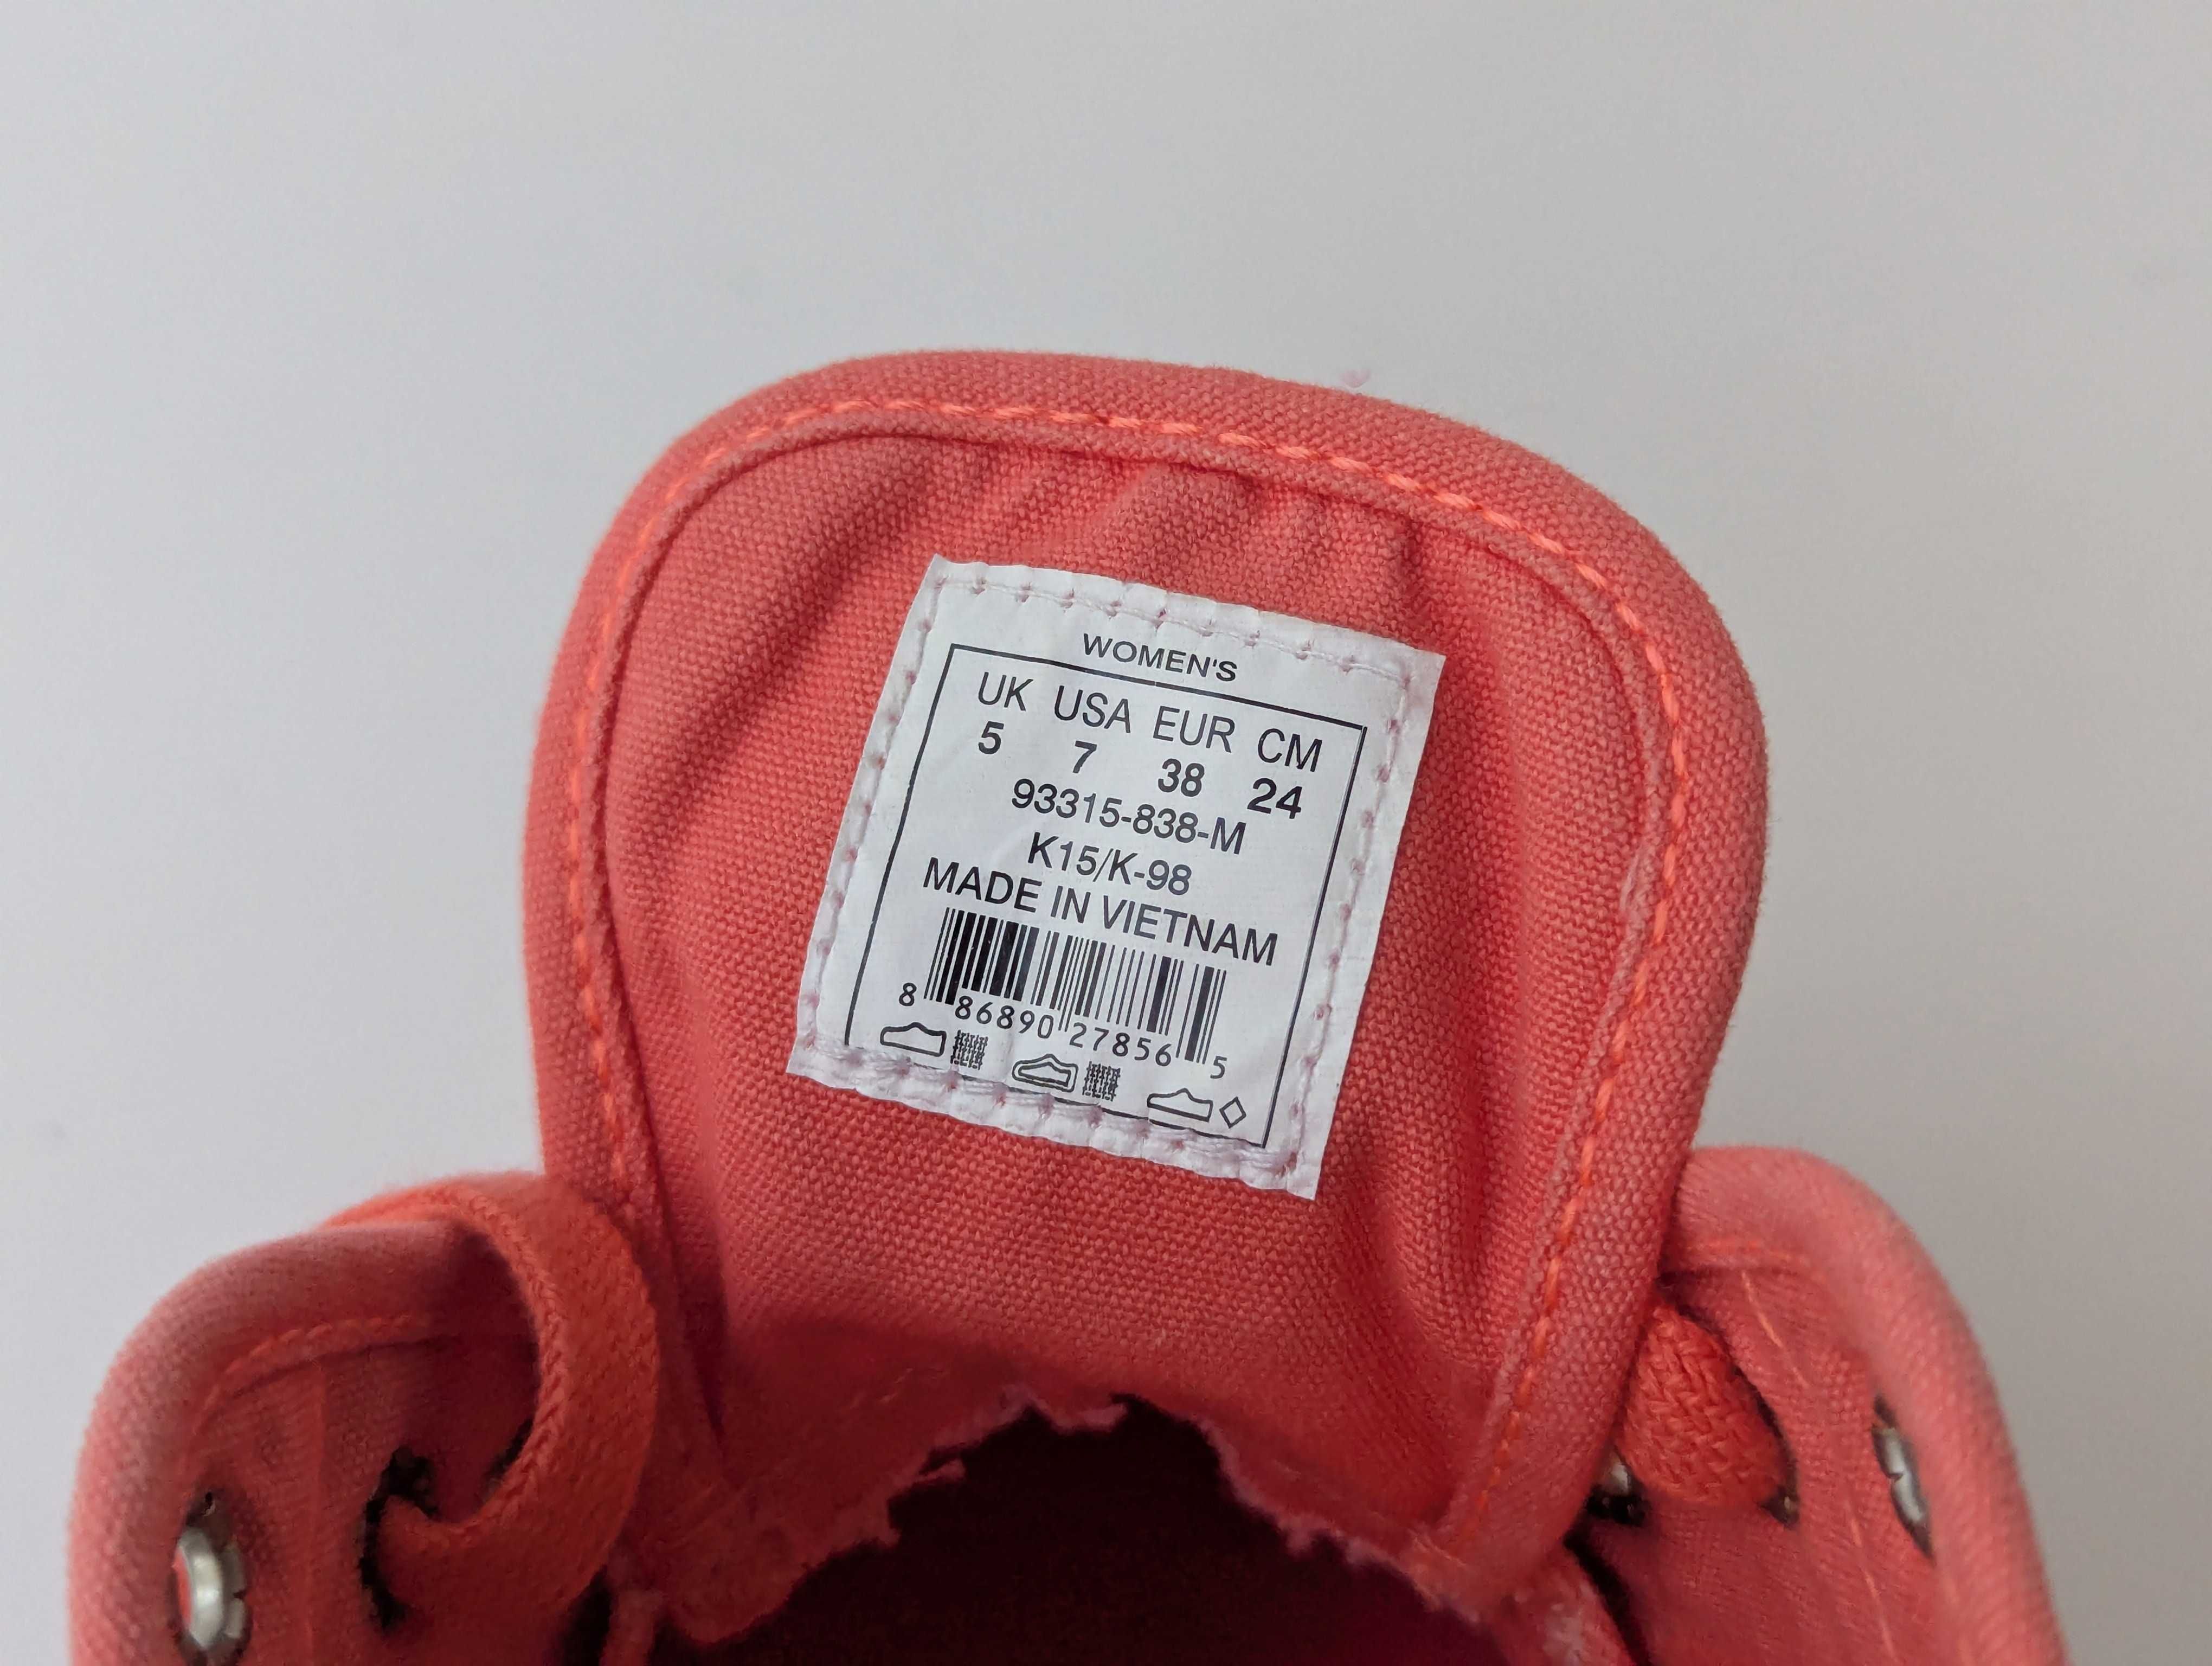 WOMEN'S
UK USA EUR CM
5 7 38 24
93315-838-M
K15/K-98
MADE IN VIETNAM
8 86890 27856 5